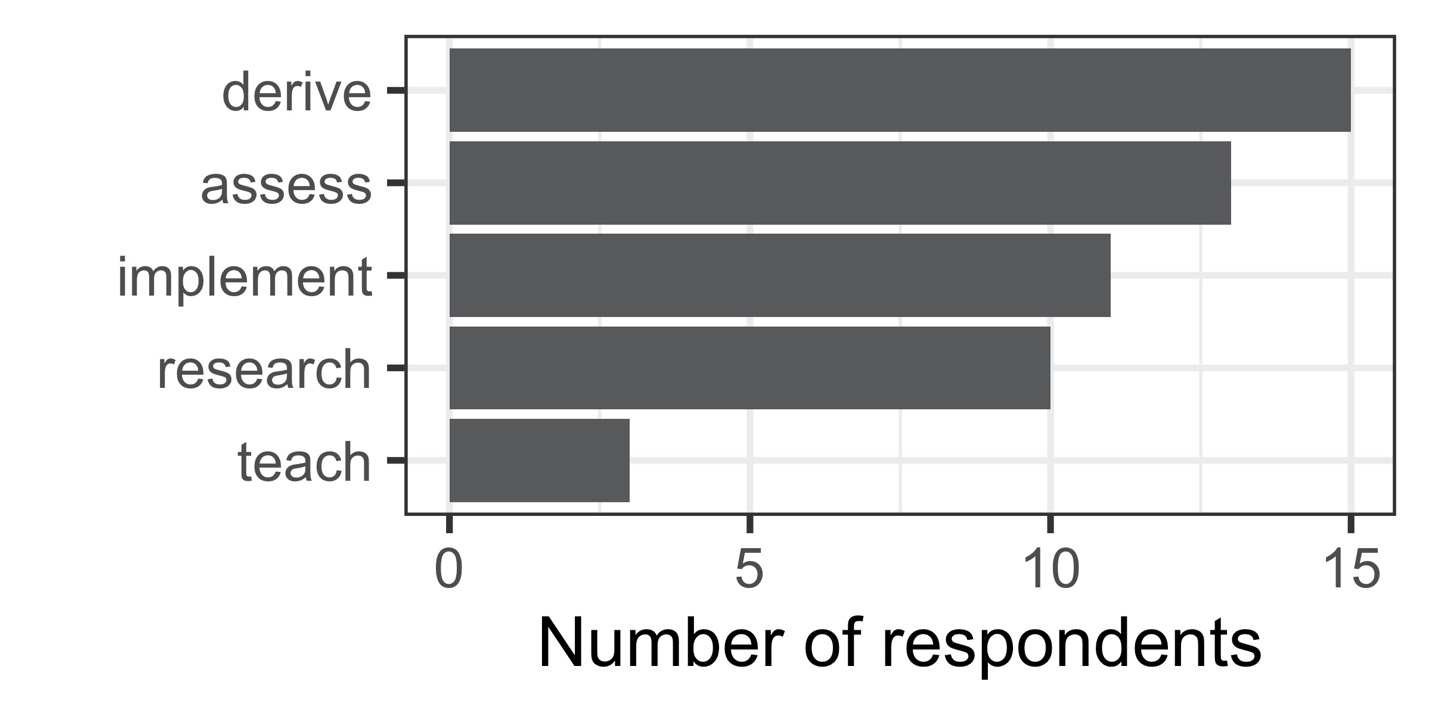 derive
assess
implement
research
teach
0 5 10 15
Number of respondents